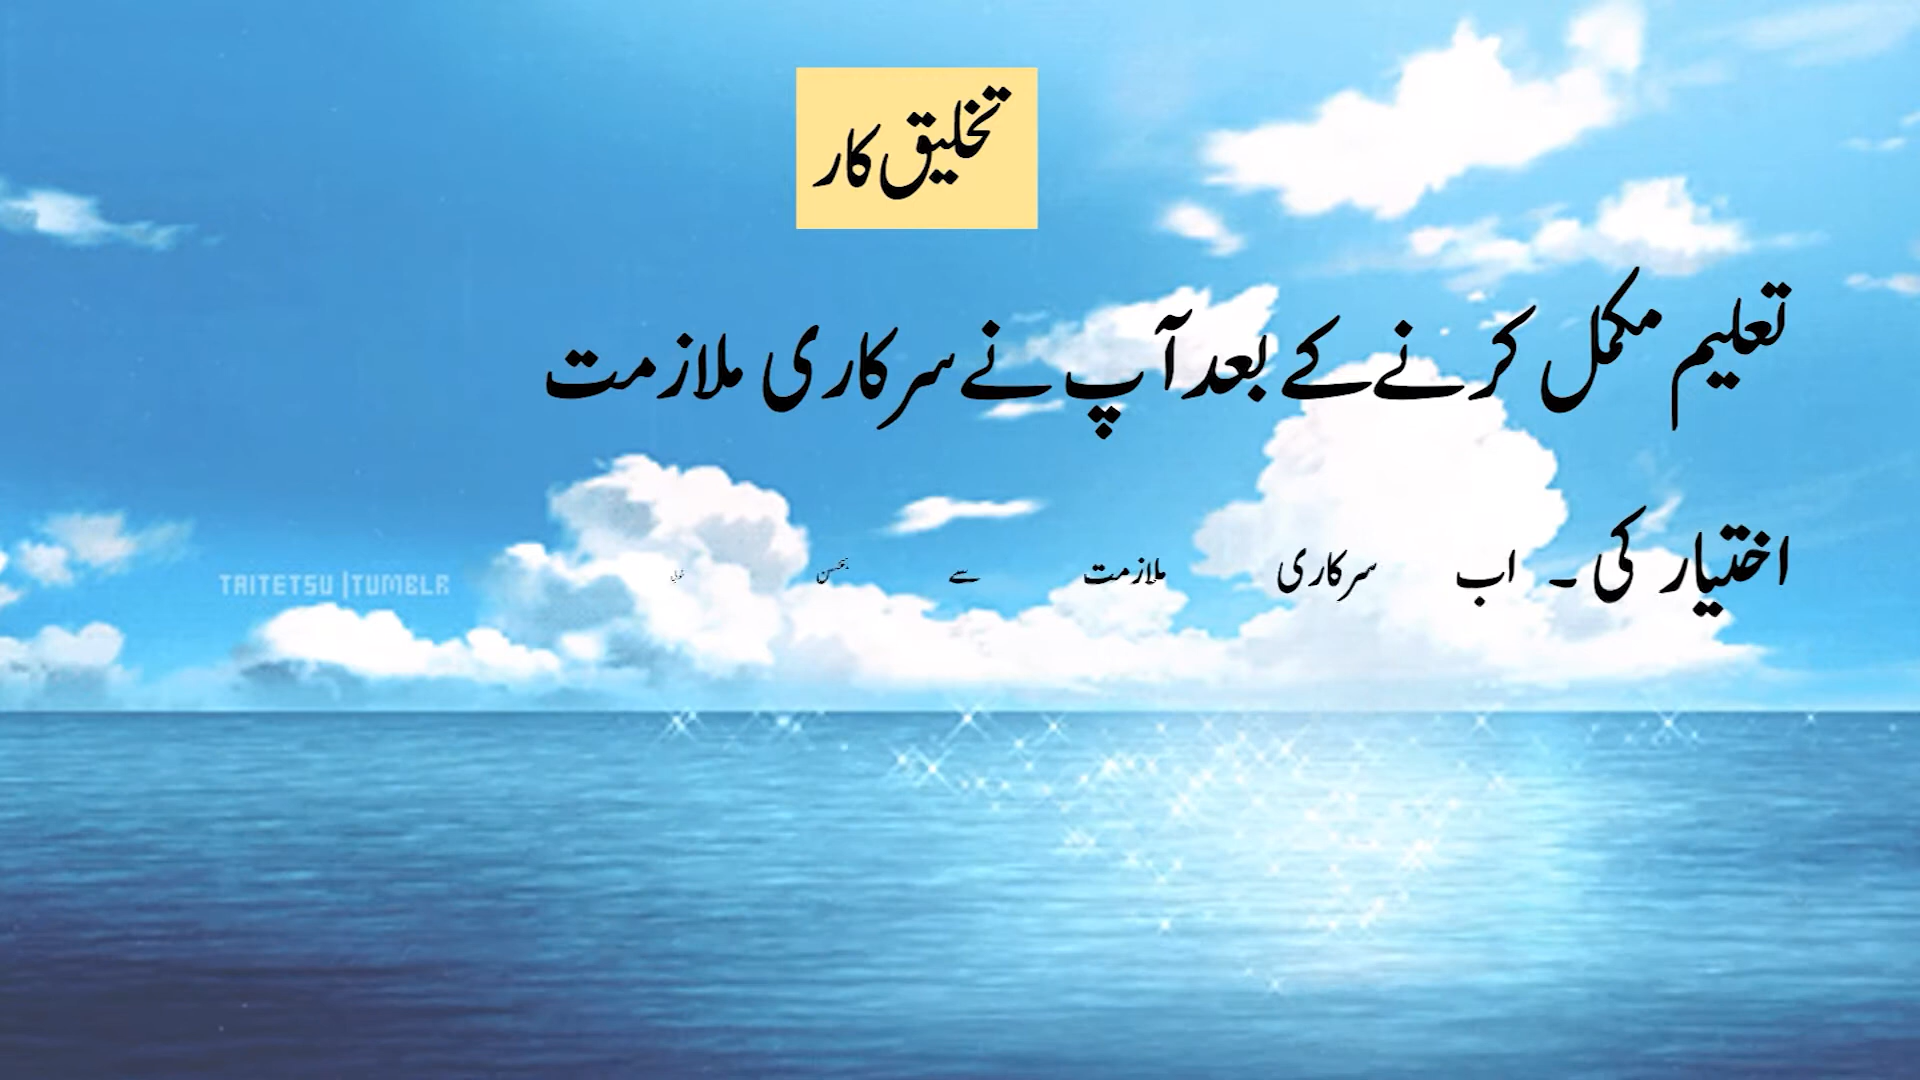 تخلیق کار
تعلیم مکمل کرنے کے بعد آپ نے سرکاری ملازمت
اختیار کی ۔ اب سرکاری ملازمت سے بحسن
TAITETSU |TUMBLR